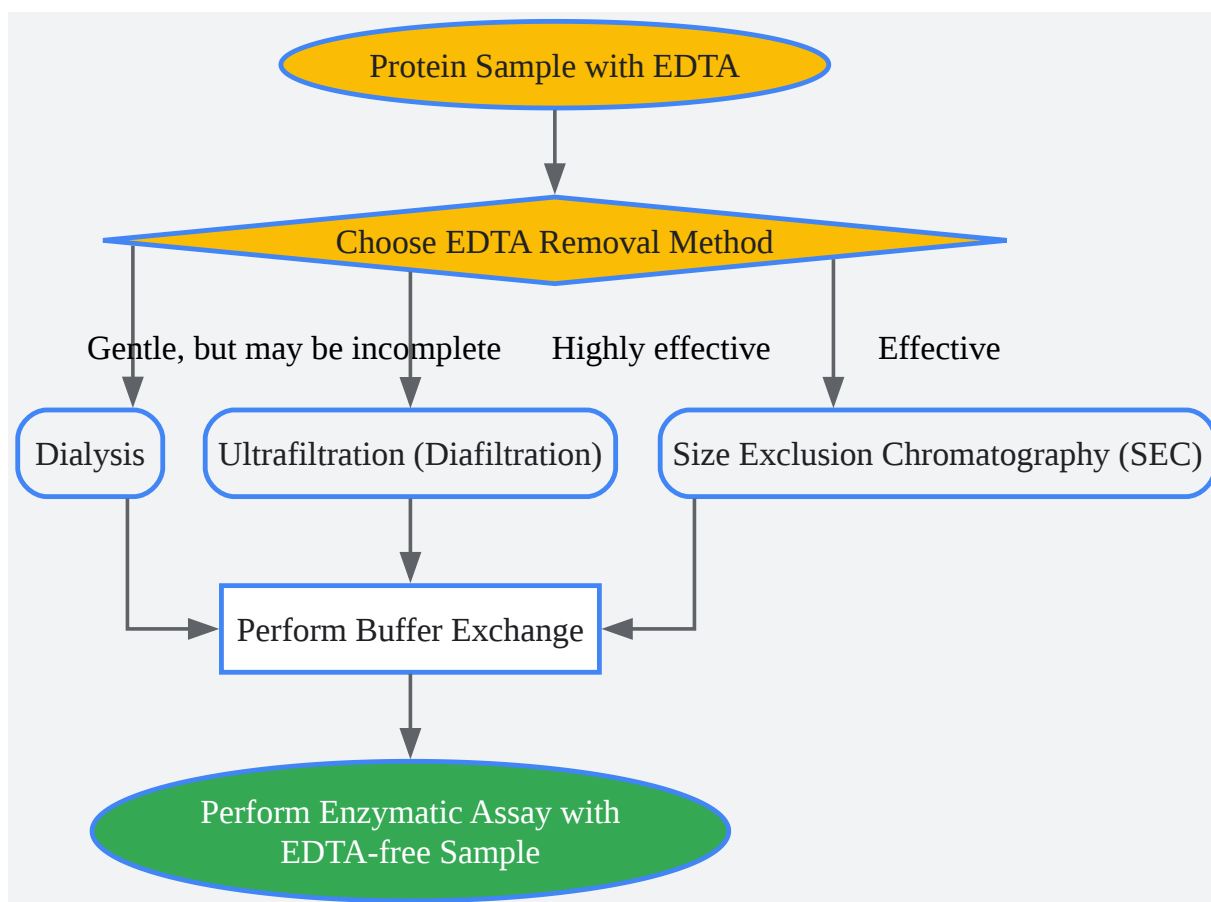 Protein Sample with EDTA
Choose EDTA Removal Method
Gentle, but may be incomplete
Highly effective
Effective
Dialysis
Ultrafiltration (Diafiltration)
Size Exclusion Chromatography (SEC)
Perform Buffer Exchange
Perform Enzymatic Assay with
EDTA-free Sample